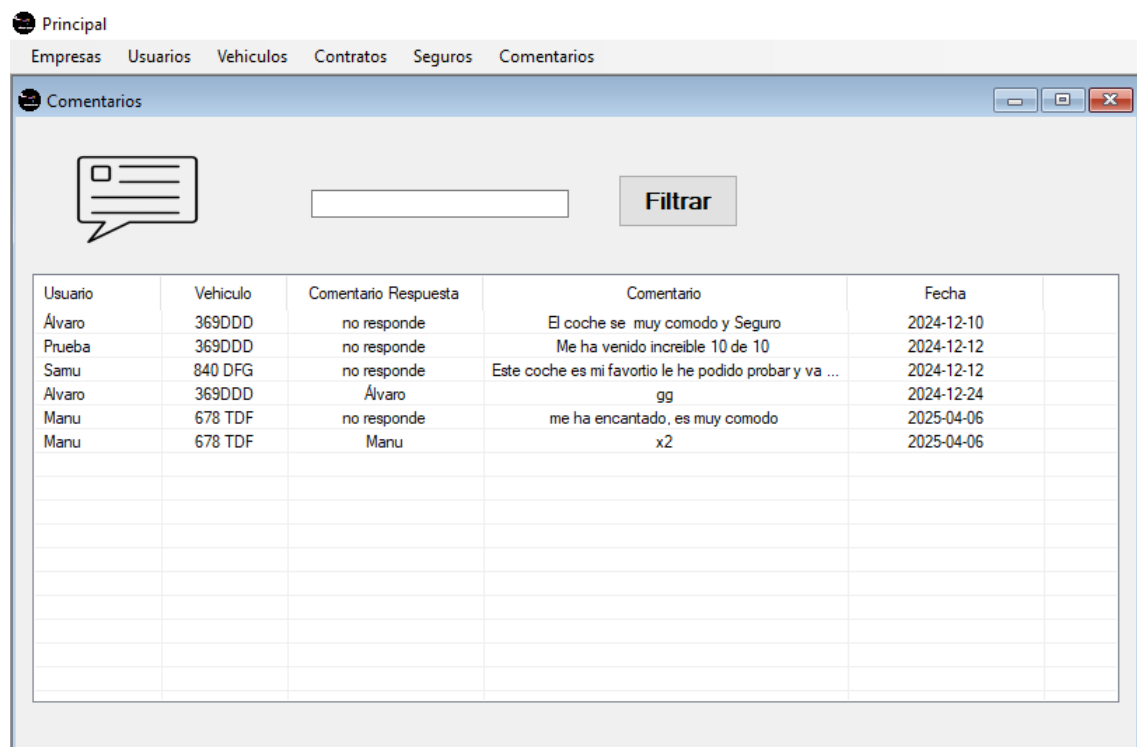 Principal
Empresas Usuarios Vehiculos Contratos Seguros Comentarios
Comentarios
Filtrar
Usuario Vehiculo Comentario Respuesta Comentario Fecha
Álvaro 369DDD no responde El coche se muy comodo y Seguro 2024-12-10
Prueba 369DDD no responde Me ha venido increible 10 de 10 2024-12-12
Samu 840 DFG no responde Este coche es mi favortio le he podido probar y va ... 2024-12-12
Alvaro 369DDD Álvaro gg 2024-12-24
Manu 678 TDF no responde me ha encantado, es muy comodo 2025-04-06
Manu 678 TDF Manu x2 2025-04-06